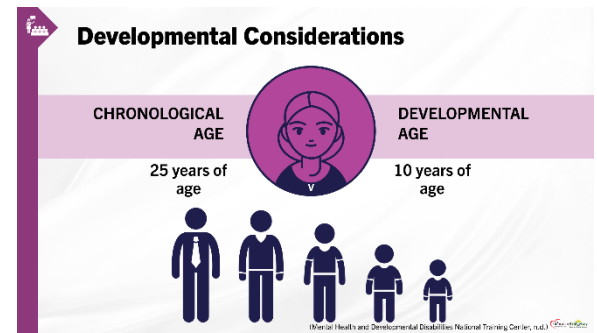 Developmental Considerations
CHRONOLOGICAL
AGE
DEVELOPMENTAL
AGE
25 years of
age
10 years of
age
V
(Mental Health and Developmental Disabilities National Training Center, n.d.)